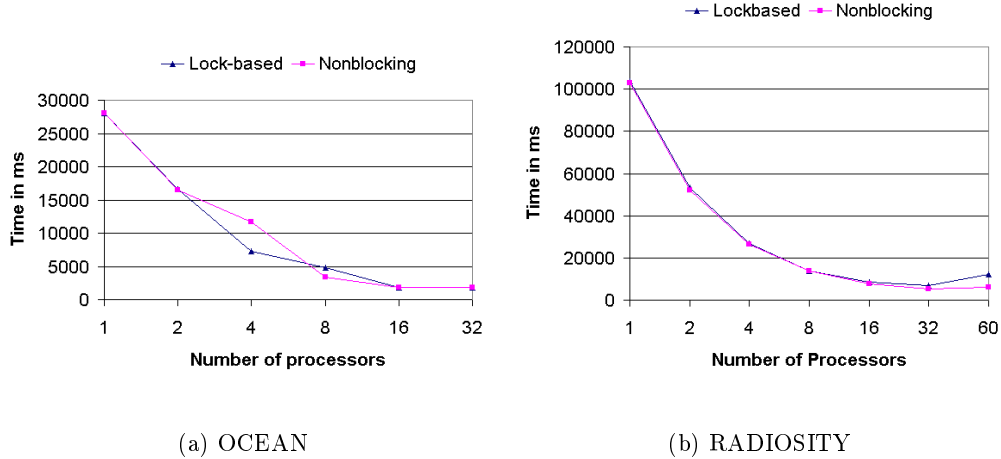 Lock-based Nonblocking
30000
25000
20000
15000
10000
5000
0
Time in ms
1 2 4 8 16 32
Number of processors
(a) OCEAN
Lockbased Nonblocking
120000
100000
80000
60000
40000
20000
0
Time in ms
1 2 4 8 16 32 60
Number of Processors
(b) RADIOSITY